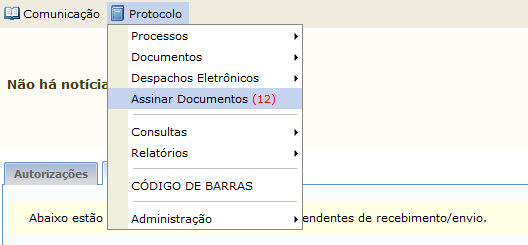 Comunicação Protocolo
Processos
Documentos
Despachos Eletrônicos
Não há notícia
Assinar Documentos (12)
Consultas
Relatórios
Autorizações
CÓDIGO DE BARRAS
Abaixo estão endentes de recebimento/envio.
Administração